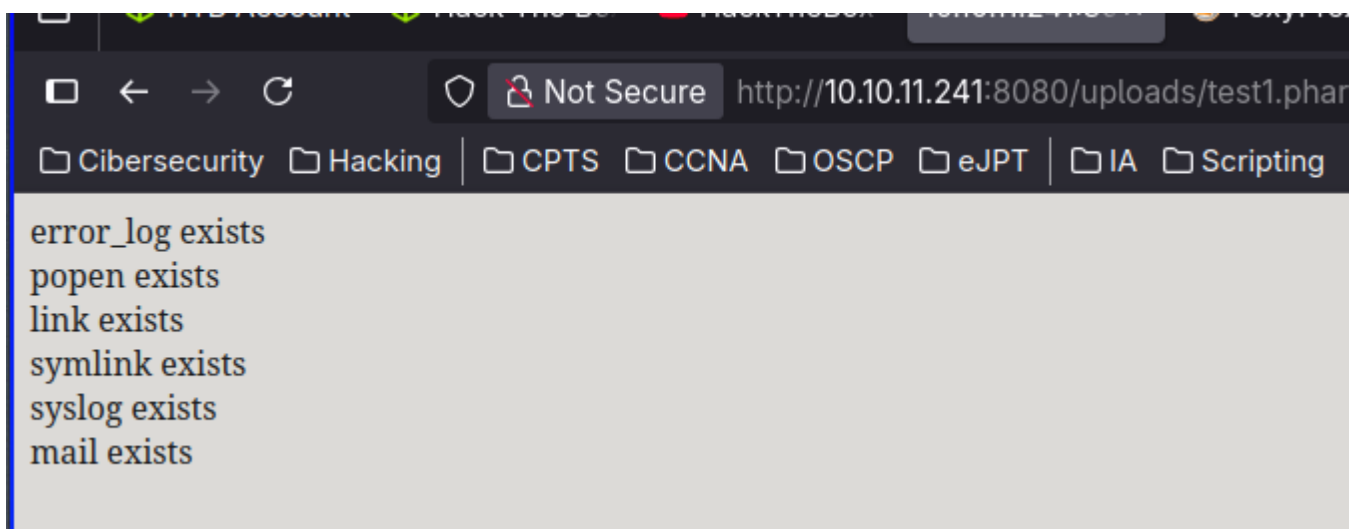 Not Secure http://10.10.11.241:8080/uploads/test1.phar
Cibersecurity Hacking CPTS CCNA OSCP eJPT IA Scripting
error_log exists
popen exists
link exists
symlink exists
syslog exists
mail exists